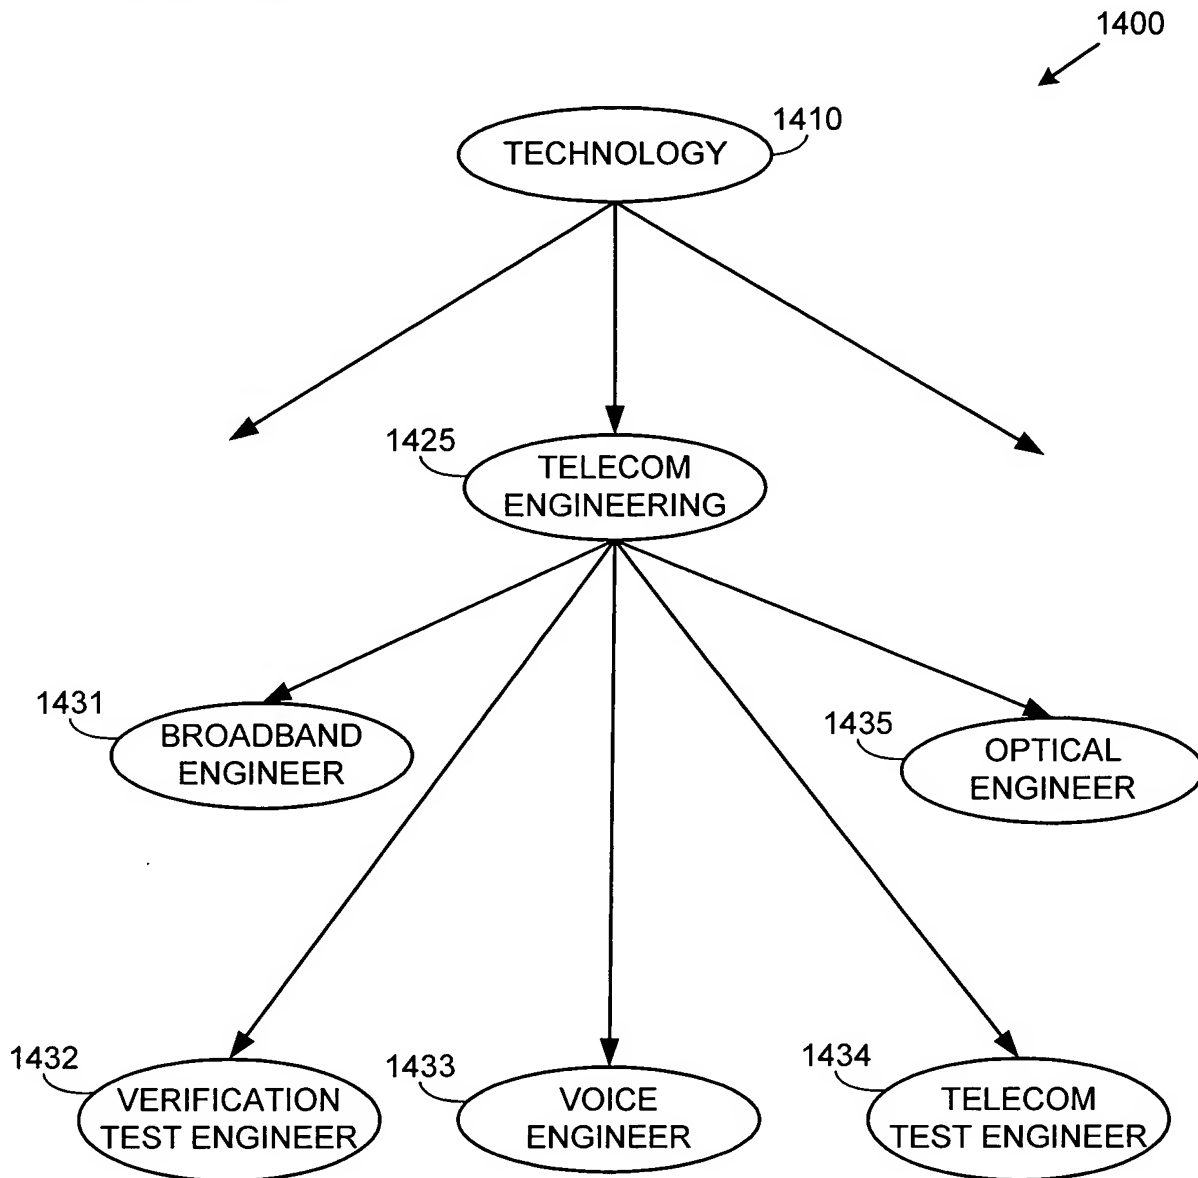 1400
1410
TECHNOLOGY
1425
TELECOM
ENGINEERING
1431
BROADBAND
ENGINEER
1435
OPTICAL
ENGINEER
1432
VERIFICATION
TEST ENGINEER
1433
VOICE
ENGINEER
1434
TELECOM
TEST ENGINEER